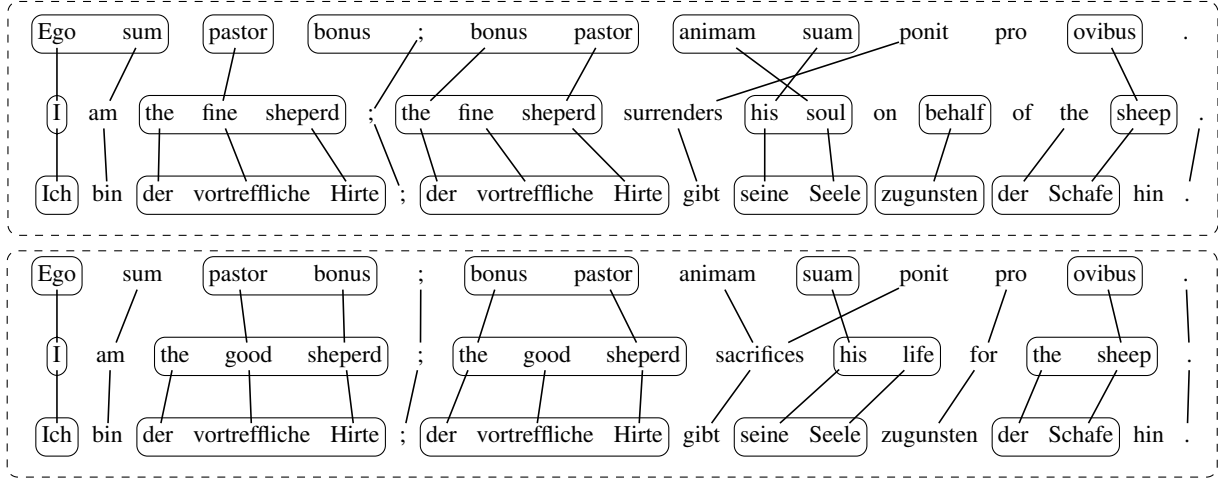 Ego sum pastor bonus ; bonus pastor animam suam ponit pro ovibus .
I am the fine sheperd ; the fine sheperd surrenders his soul on behalf of the sheep .
Ich bin der vortreffliche Hirte ; der vortreffliche Hirte gibt seine Seele zugunsten der Schafe hin .
Ego sum pastor bonus ; bonus pastor animam suam ponit pro ovibus .
I am the good sheperd ; the good sheperd sacrifices his life for the sheep .
Ich bin der vortreffliche Hirte ; der vortreffliche Hirte gibt seine Seele zugunsten der Schafe hin .